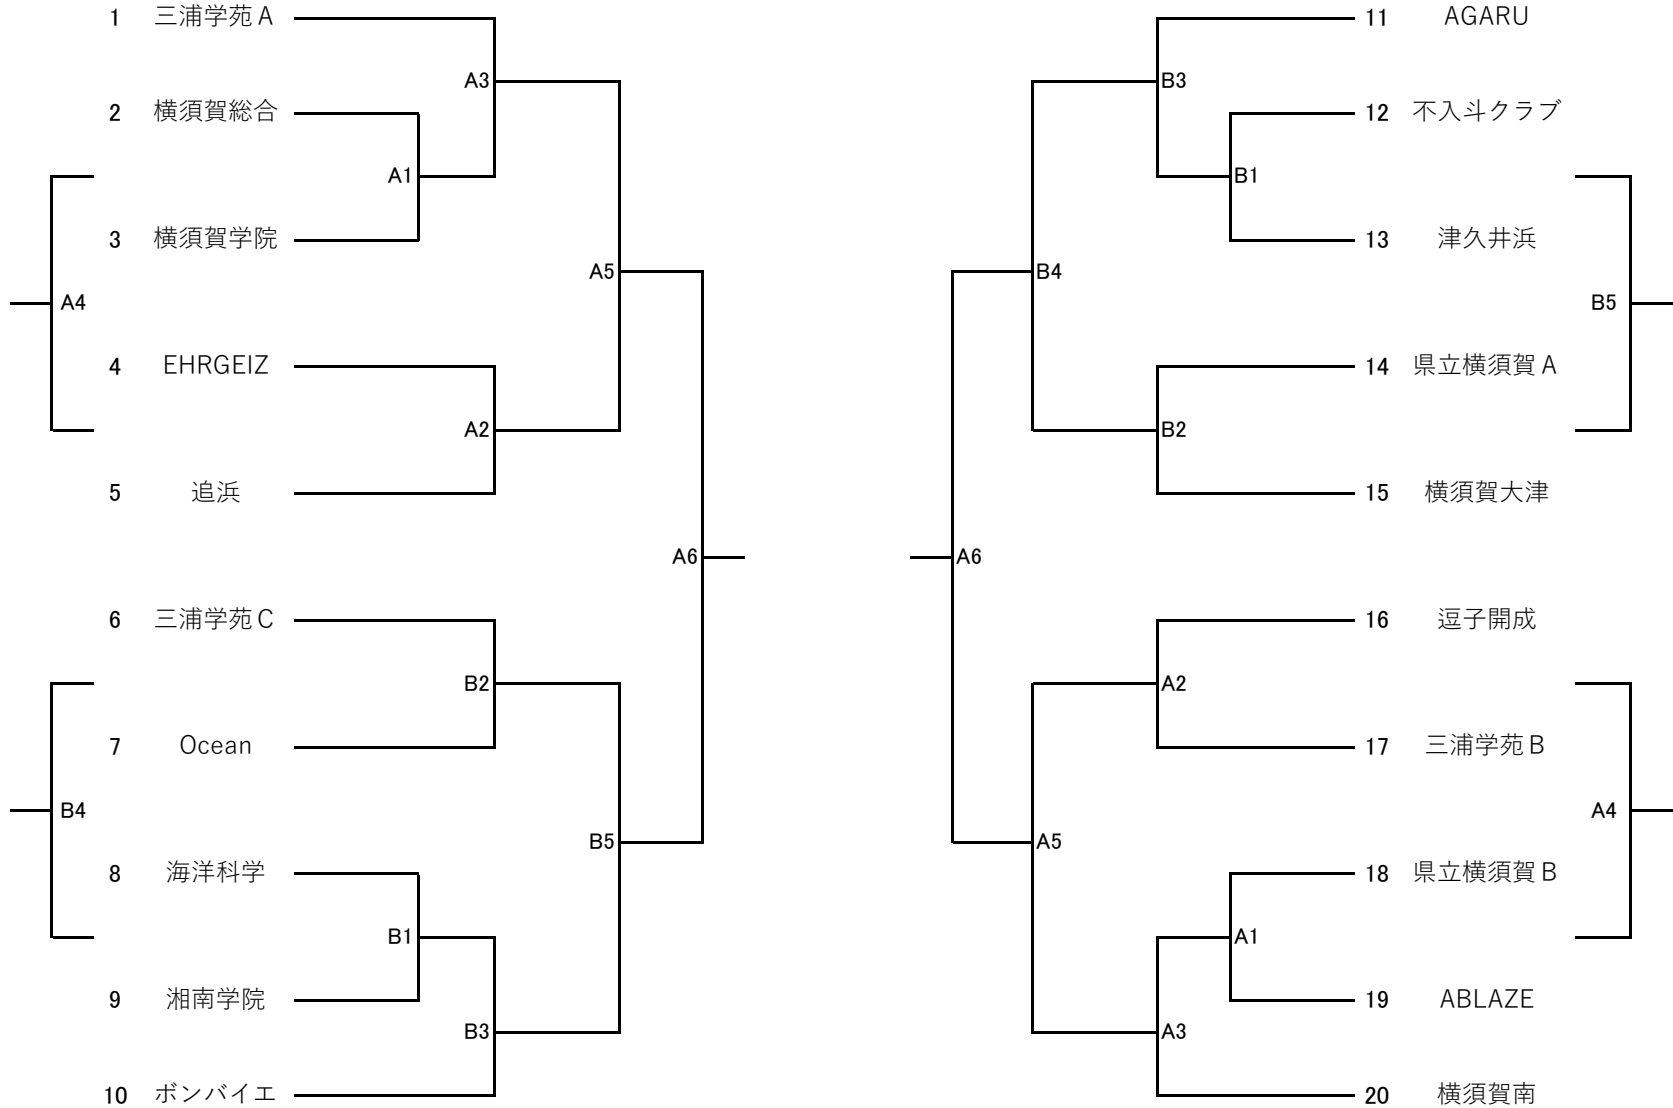 1 三浦学苑A
A3
2 横須賀総合
A1
3 横須賀学院
A5
A4
4 EHRGEIZ
A2
5 追浜
A6
6 三浦学苑C
B2
7 Ocean
B4
B5
8 海洋科学
B1
9 湘南学院
B3
10 ボンバイエ
11 AGARU
B3
12 不入斗クラブ
B1
13 津久井浜
B4
B5
14 県立横須賀A
B2
15 横須賀大津
A6
16 逗子開成
A2
17 三浦学苑B
A4
A5
18 県立横須賀B
A1
19 ABLAZE
A3
20 横須賀南